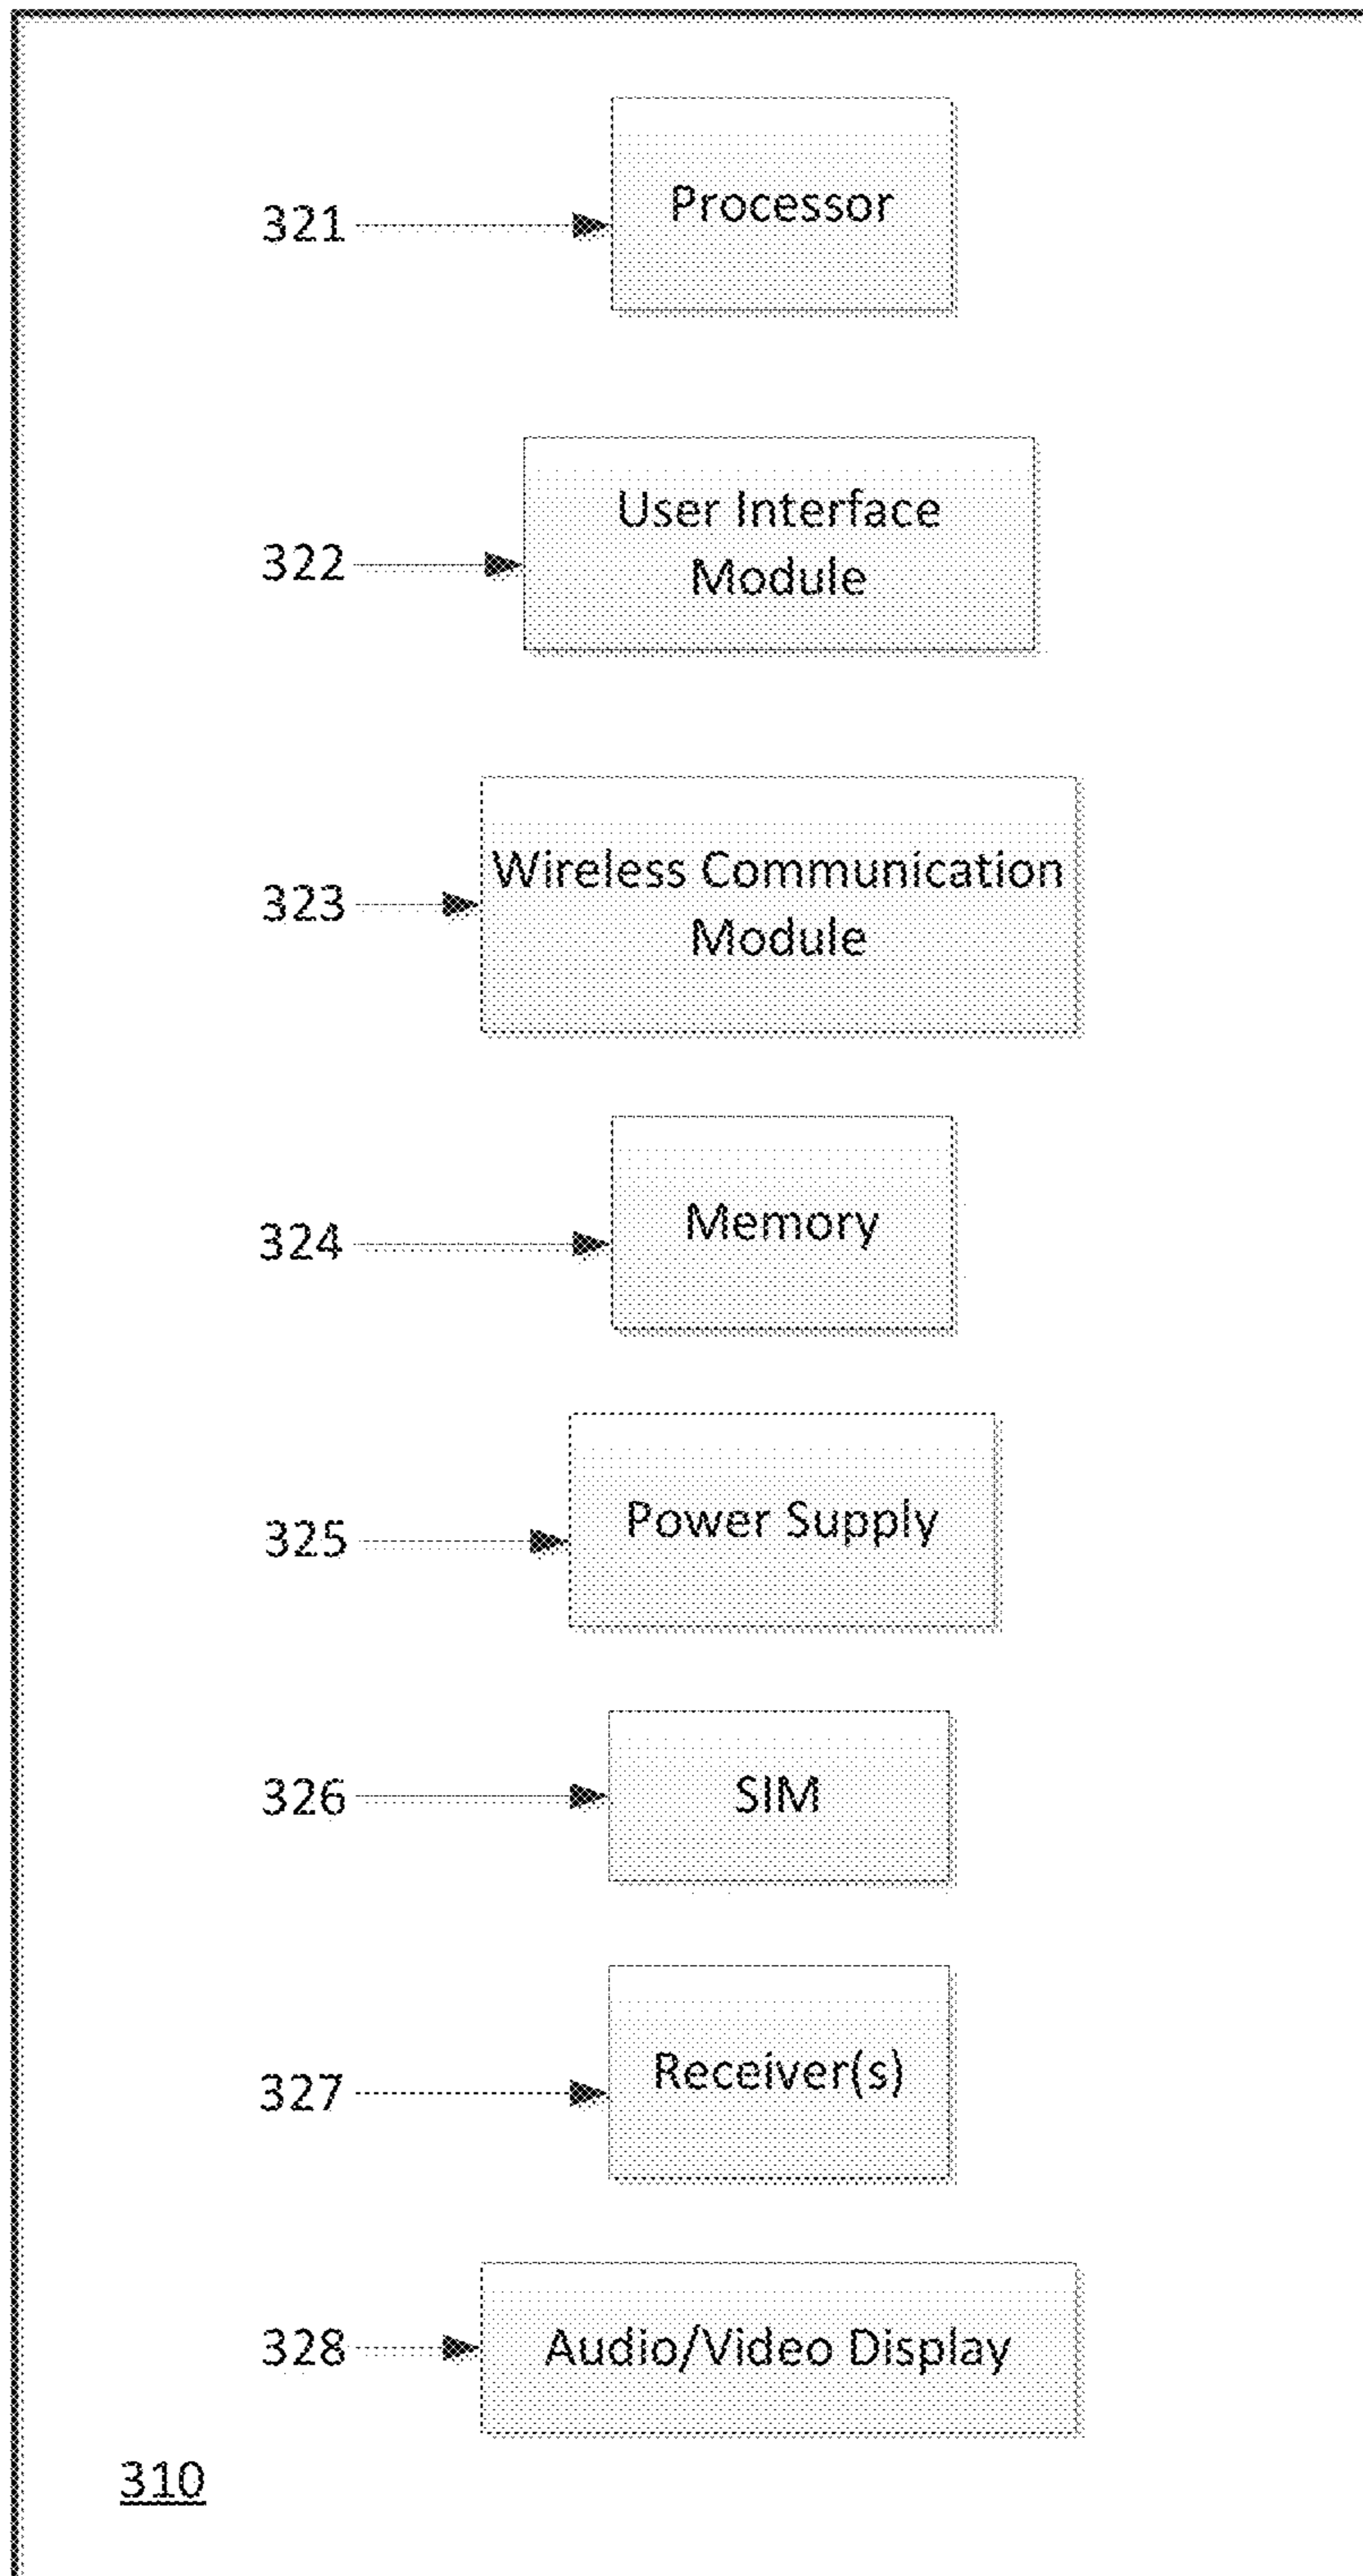 321
Processor
322
User Interface
Module
323
Wireless Communication
Module
324
Memory
325
Power Supply
326
SIM
327
Receiver(s)
328
Audio/Video Display
310